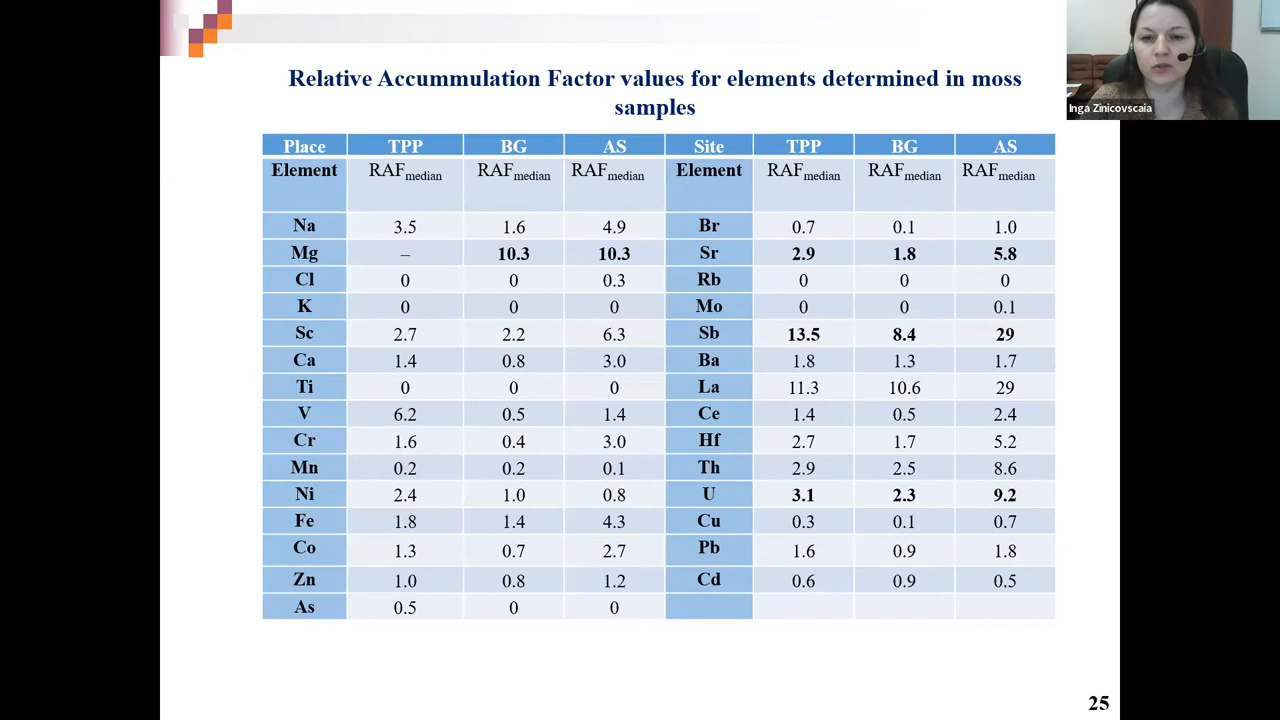 Inga Zinicovscaia
Relative Accummulation Factor values for elements determined in moss
samples
Place TPP BG AS Site TPP BG AS
Element RAFmedian RAFmedian RAFmedian Element RAFmedian RAFmedian RAFmedian
Na 3.5 1.6 4.9 Br 0.7 0.1 1.0
Mg – 10.3 10.3 Sr 2.9 1.8 5.8
Cl 0 0 0.3 Rb 0 0 0
K 0 0 0 Mo 0 0 0.1
Sc 2.7 2.2 6.3 Sb 13.5 8.4 29
Ca 1.4 0.8 3.0 Ba 1.8 1.3 1.7
Ti 0 0 0 La 11.3 10.6 29
V 6.2 0.5 1.4 Ce 1.4 0.5 2.4
Cr 1.6 0.4 3.0 Hf 2.7 1.7 5.2
Mn 0.2 0.2 0.1 Th 2.9 2.5 8.6
Ni 2.4 1.0 0.8 U 3.1 2.3 9.2
Fe 1.8 1.4 4.3 Cu 0.3 0.1 0.7
Co 1.3 0.7 2.7 Pb 1.6 0.9 1.8
Zn 1.0 0.8 1.2 Cd 0.6 0.9 0.5
As 0.5 0 0
25